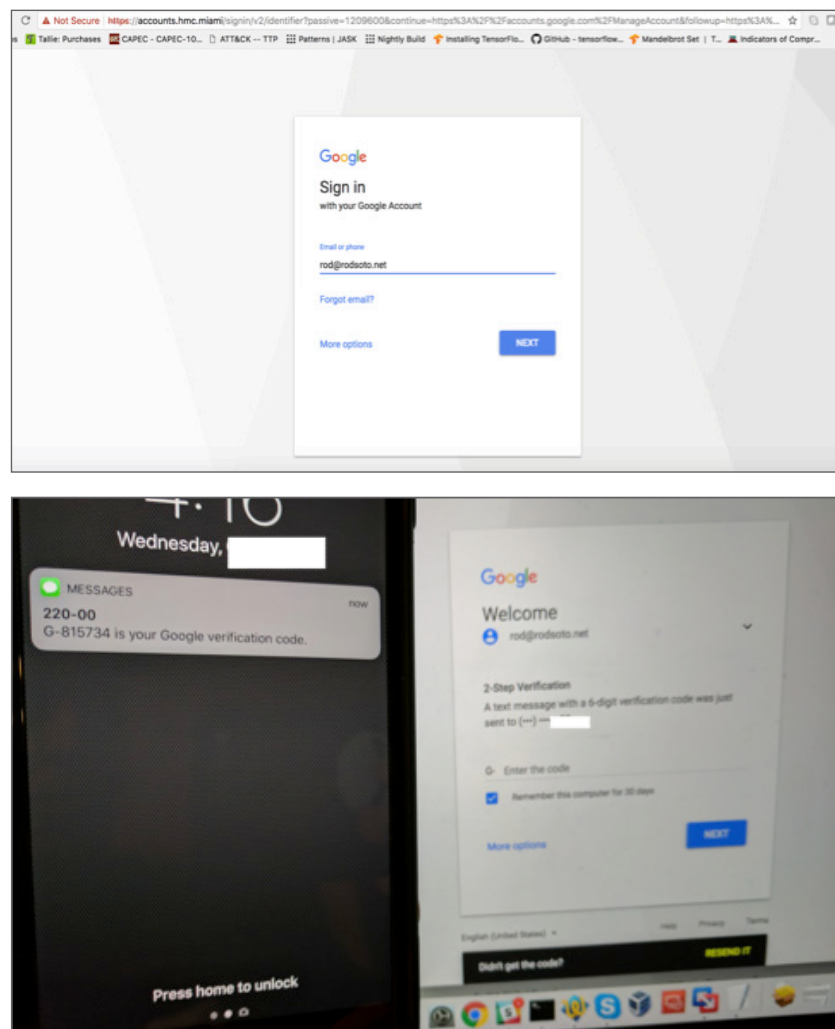 Not Secure https://accounts.hmc.miami/signin/v2/identifier?passive=1209600&continue=https%3A%2F%2Faccounts.google.com%2FManageAccount&followup=https%3A%...
Tallie: Purchases CAPEC - CAPEC-10... ATT&CK -- TTP Patterns | JASK Nightly Build Installing TensorFlo... GitHub - tensorflow... Mandelbrot Set | T... Indicators of Compr...
Google
Sign in
with your Google Account
Email or phone
rod@rodsoto.net
Forgot email?
More options NEXT
Wednesday,
MESSAGES now
220-00
G-815734 is your Google verification code.
Press home to unlock
Google
Welcome
rod@rodsoto.net
2-Step Verification
A text message with a 6-digit verification code was just
sent to (•••) •••
G- Enter the code
Remember this computer for 30 days
More options NEXT
English (United States) Help Privacy Terms
Didn't get the code? RESEND IT